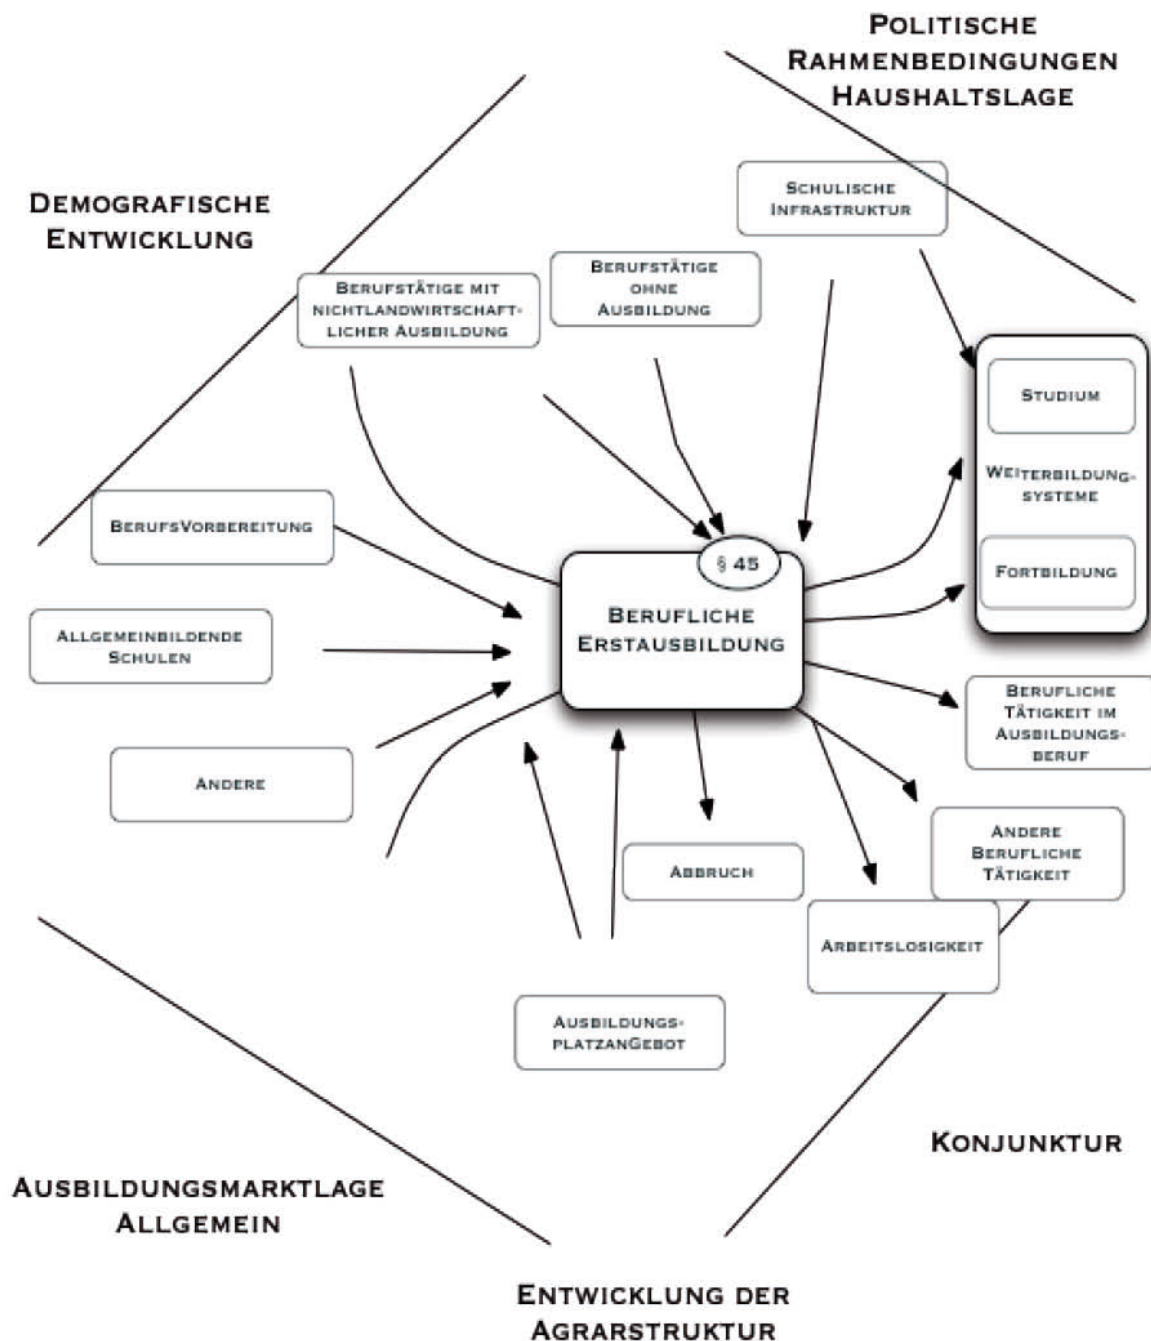 POLITISCHE
RAHMENBEDINGUNGEN
HAUSHALTSLAGE
DEMOGRAFISCHE
ENTWICKLUNG
SCHULISCHE
INFRASTRUKTUR
BERUFSTÄTIGE MIT
NICHTLANDWIRTSCHAFT-
LICHER AUSBILDUNG
BERUFSTÄTIGE
OHNE
AUSBILDUNG
STUDIUM
WEITERBILDUNG-
SYSTEME
FORTBILDUNG
BERUFSVORBEREITUNG
§ 45
BERUFLICHE
ERSTAUSBILDUNG
ALLGEMEINBILDENDE
SCHULEN
BERUFLICHE
TÄTIGKEIT IM
AUSBILDUNGS-
BERUF
ANDERE
ANDERE
BERUFLICHE
TÄTIGKEIT
ABBRUCH
ARBEITSLOSIGKEIT
AUSBILDUNGS-
PLATZANGEBOT
KONJUNKTUR
AUSBILDUNGSMARKTLAGE
ALLGEMEIN
ENTWICKLUNG DER
AGRARSTRUKTUR